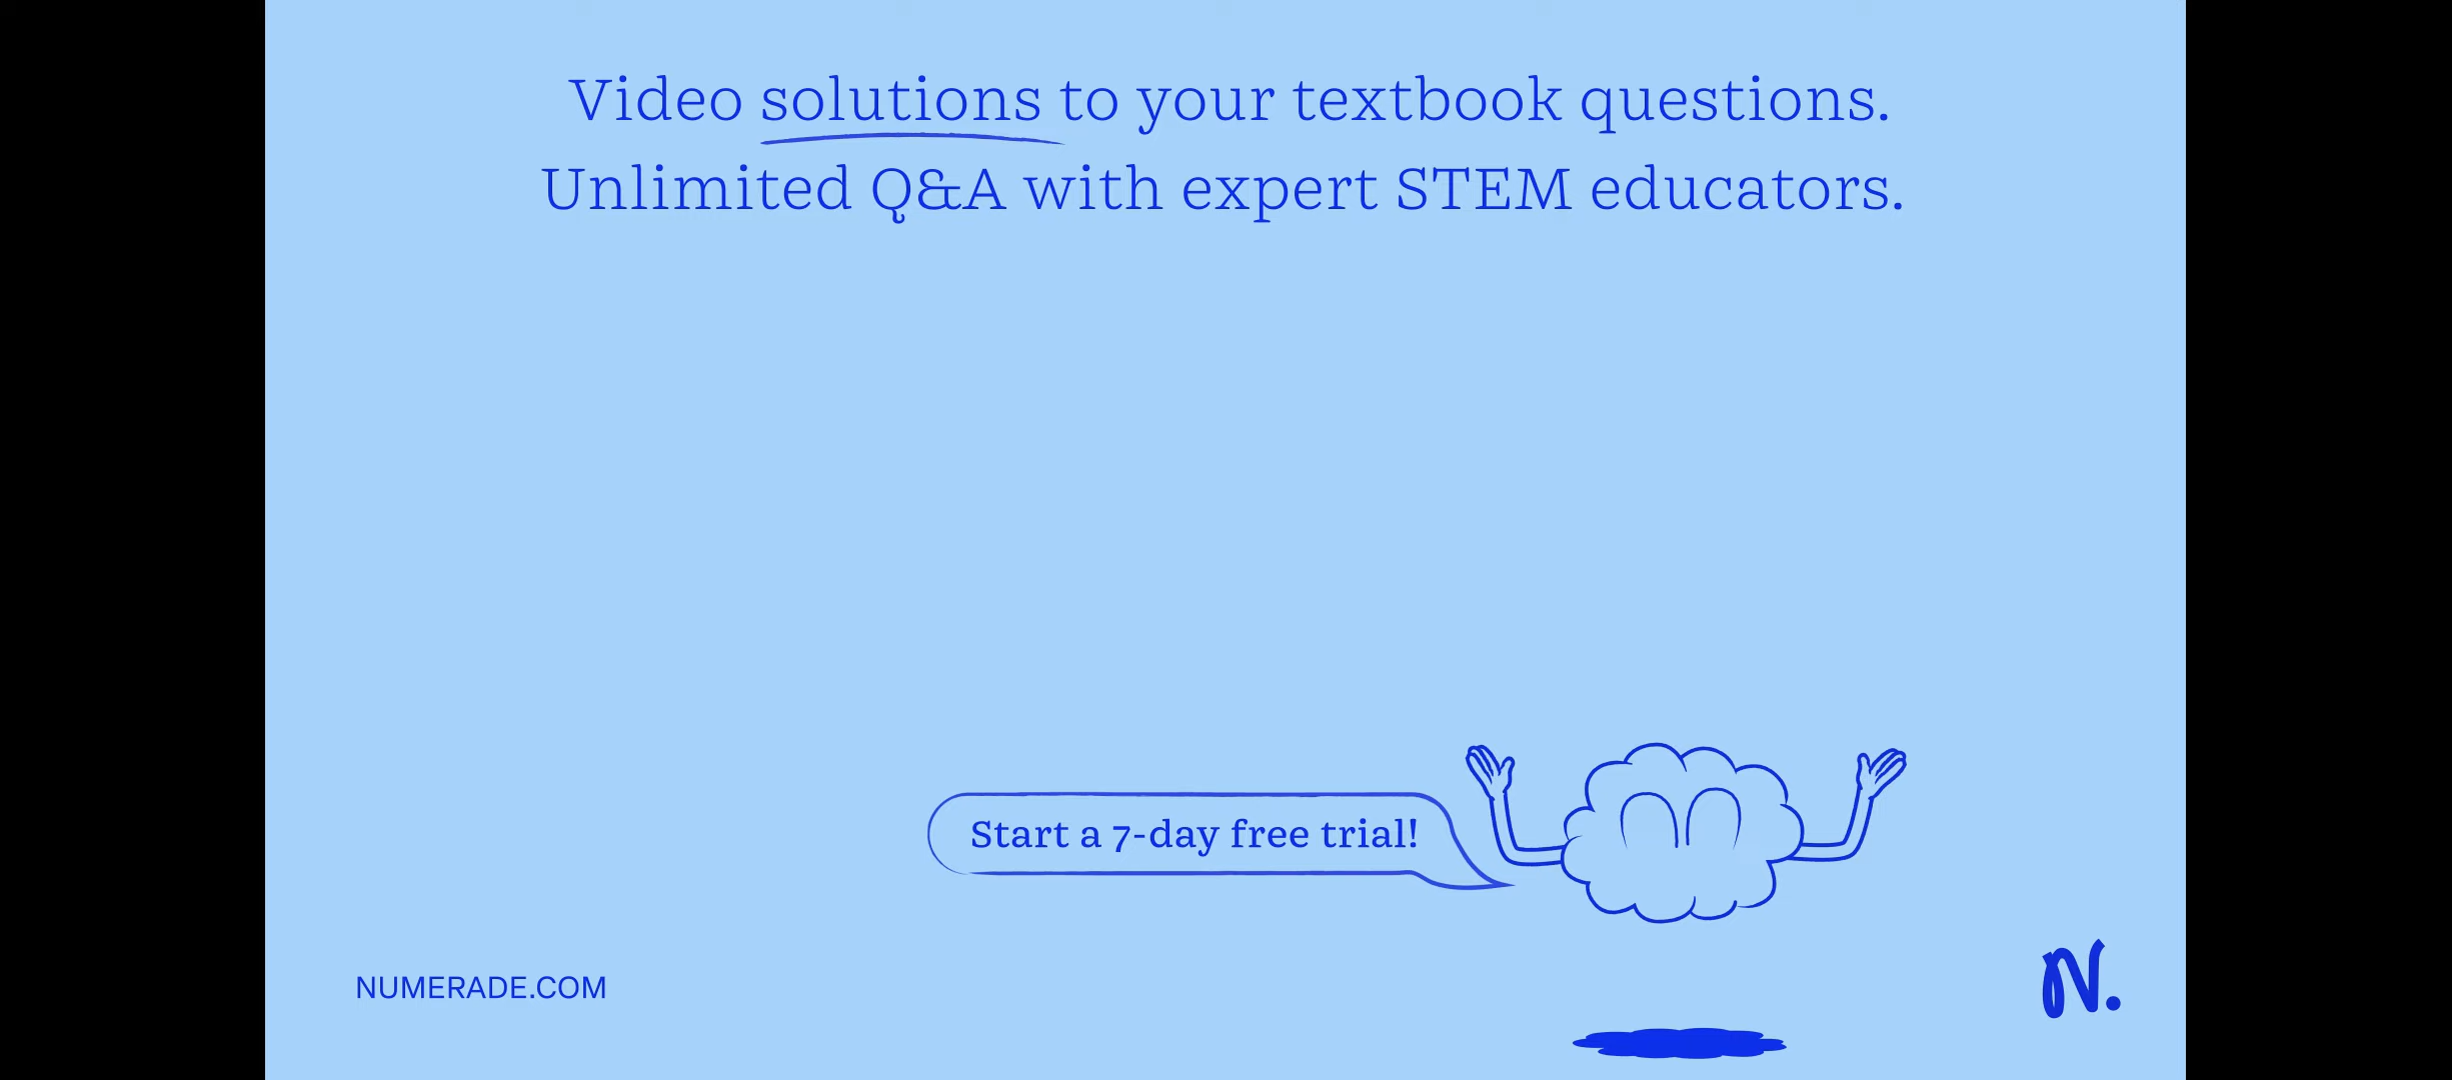 Video solutions to your textbook questions.
Unlimited Q&A with expert STEM educators.
Start a 7-day free trial!
NUMERADE.COM
N.